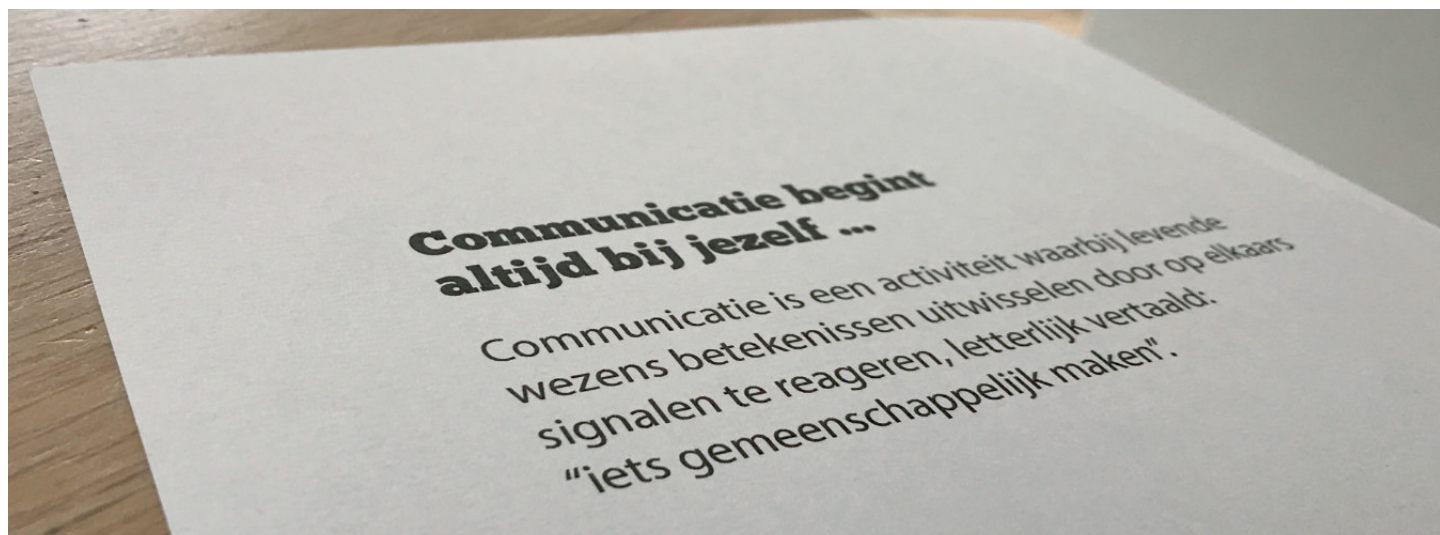 Communicatie begint
altijd bij jezelf ...
Communicatie is een activiteit waarbij levende
wezens betekenissen uitwisselen door op elkaars
signalen te reageren, letterlijk vertaald:
“iets gemeenschappelijk maken”.